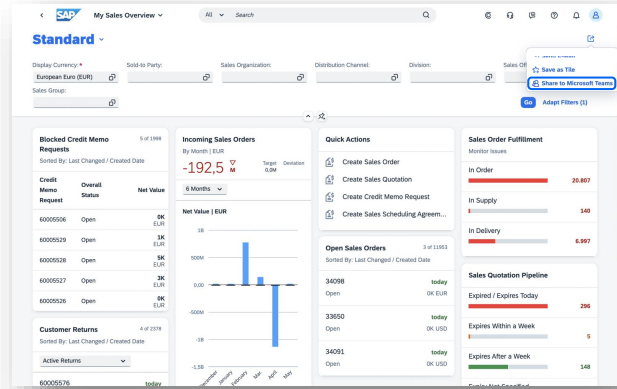 SAP
My Sales Overview
All
Search
Standard
Save as Tile
Share to Microsoft Teams
Display Currency:*
Sold-to Party:
Sales Organization:
Distribution Channel:
Division:
European Euro (EUR)
Sales Group:
Go
Adapt Filters (1)
Blocked Credit Memo Requests
5 of 1998
Sorted By: Last Changed / Created Date
Credit Memo Request
Overall Status
Net Value
60005506 Open 0K EUR
60005529 Open 1K EUR
60005528 Open 5K EUR
60005527 Open 3K EUR
60005526 Open 0K EUR
Customer Returns
4 of 2378
Sorted By: Last Changed / Created Date
Active Returns
60005576 today
Incoming Sales Orders
By Month | EUR
-192,5 M
Target 0,0M
Deviation
6 Months
Net Value | EUR
1B
500M
0,00
-500M
-1B
-1,5B
December
January
February
Mar.
April
May
Quick Actions
Create Sales Order
Create Sales Quotation
Create Credit Memo Request
Create Sales Scheduling Agreem...
Open Sales Orders
3 of 11953
Sorted By: Last Changed / Created Date
34098 today
Open 0K EUR
33650 today
Open 0K USD
34091 today
Open 0K USD
Sales Order Fulfillment
Monitor Issues
In Order
20.807
In Supply
140
In Delivery
6.997
Sales Quotation Pipeline
Expired / Expires Today
296
Expires Within a Week
5
Expires After a Week
148